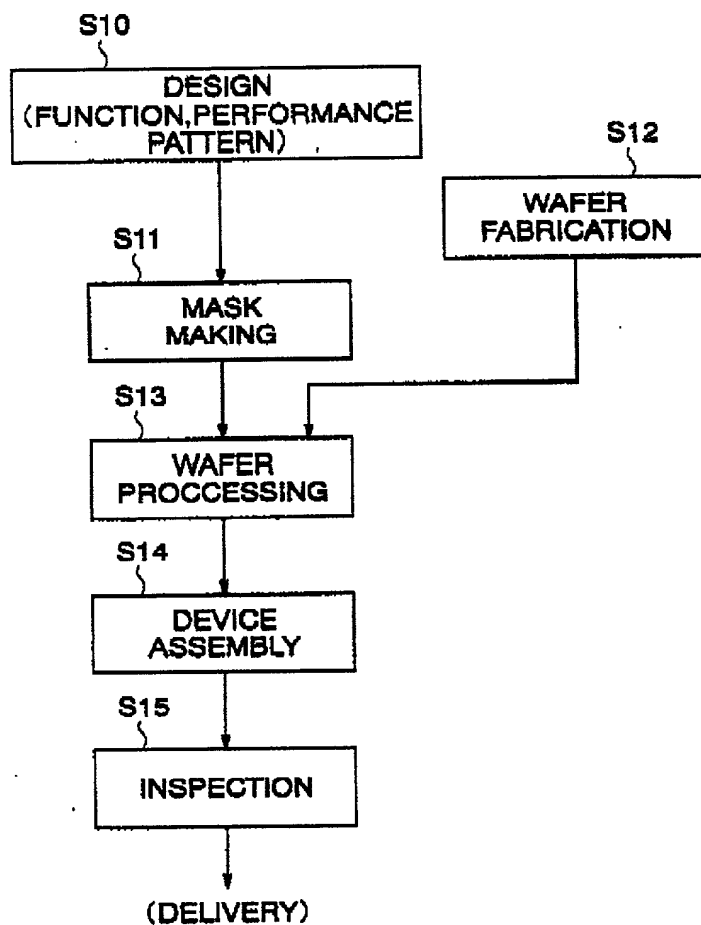 S10
DESIGN
(FUNCTION,PERFORMANCE
PATTERN)
S12
WAFER
FABRICATION
S11
MASK
MAKING
S13
WAFER
PROCCESSING
S14
DEVICE
ASSEMBLY
S15
INSPECTION
(DELIVERY)